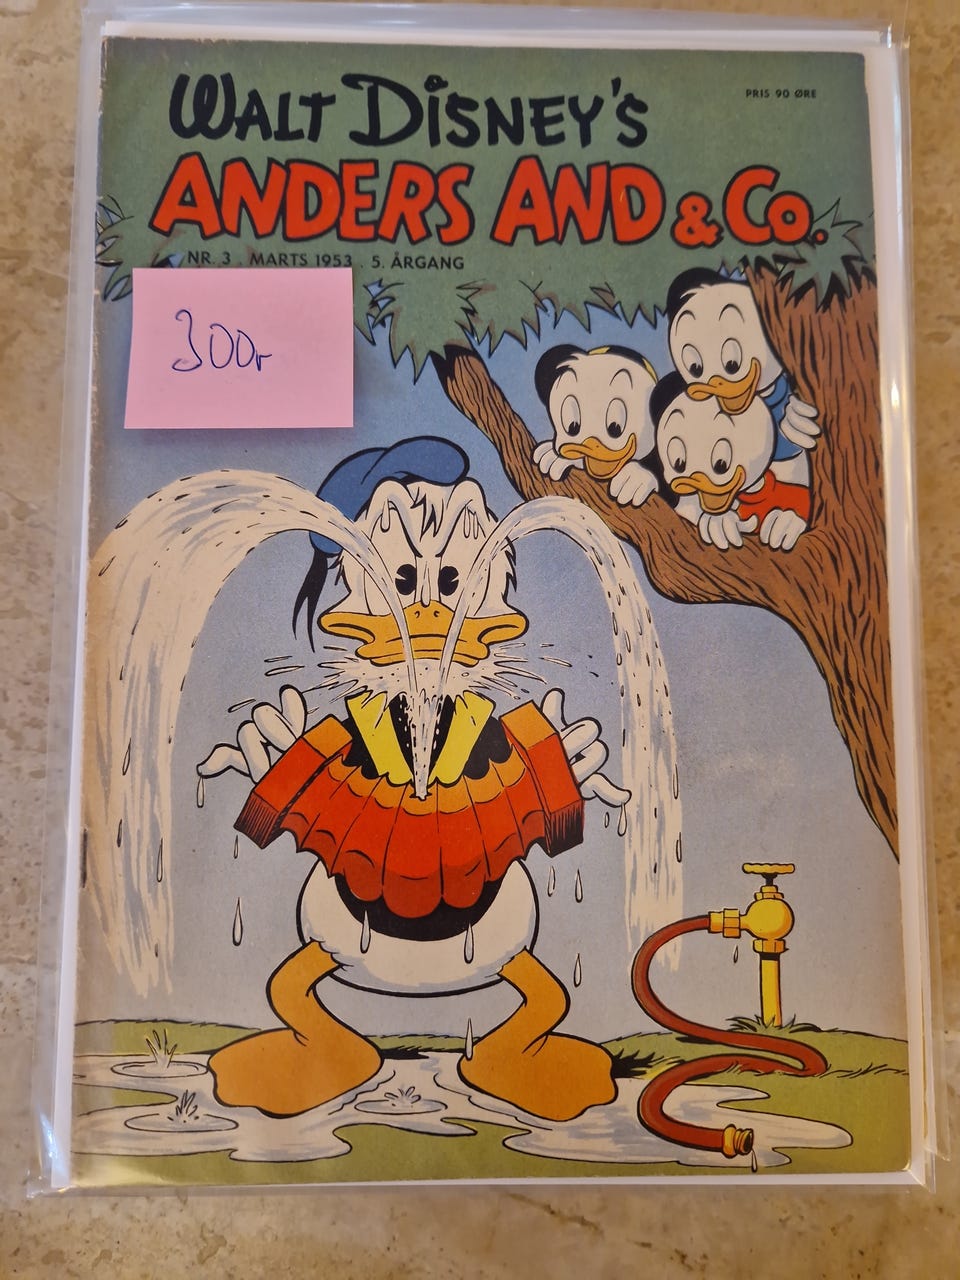 WALT DISNEY'S
PRIS 90 ØRE
ANDERS AND & CO.
NR. 3 . MARTS 1953 . 5. ÅRGANG
300r